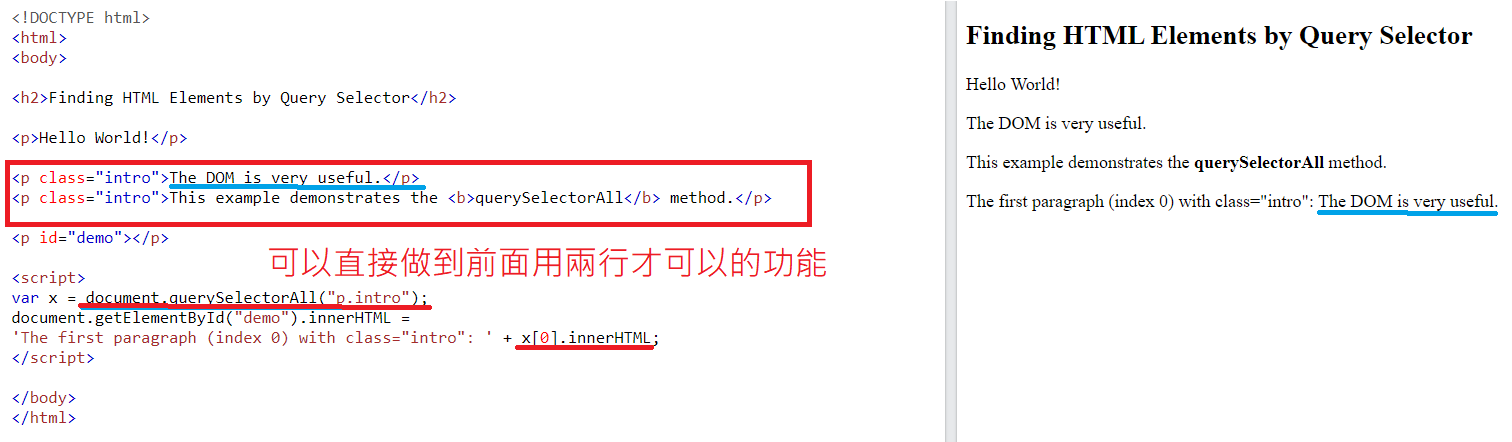 <!DOCTYPE html>
<html>
<body>
<h2>Finding HTML Elements by Query Selector</h2>
<p>Hello World!</p>
<p class="intro">The DOM is very useful.</p>
<p class="intro">This example demonstrates the <b>querySelectorAll</b> method.</p>
<p id="demo"></p>
可以直接做到前面用兩行才可以的功能
<script>
var x = document.querySelectorAll("p.intro");
document.getElementById("demo").innerHTML =
'The first paragraph (index 0) with class="intro": ' + x[0].innerHTML;
</script>
</body>
</html>
Finding HTML Elements by Query Selector
Hello World!
The DOM is very useful.
This example demonstrates the querySelectorAll method.
The first paragraph (index 0) with class="intro": The DOM is very useful.